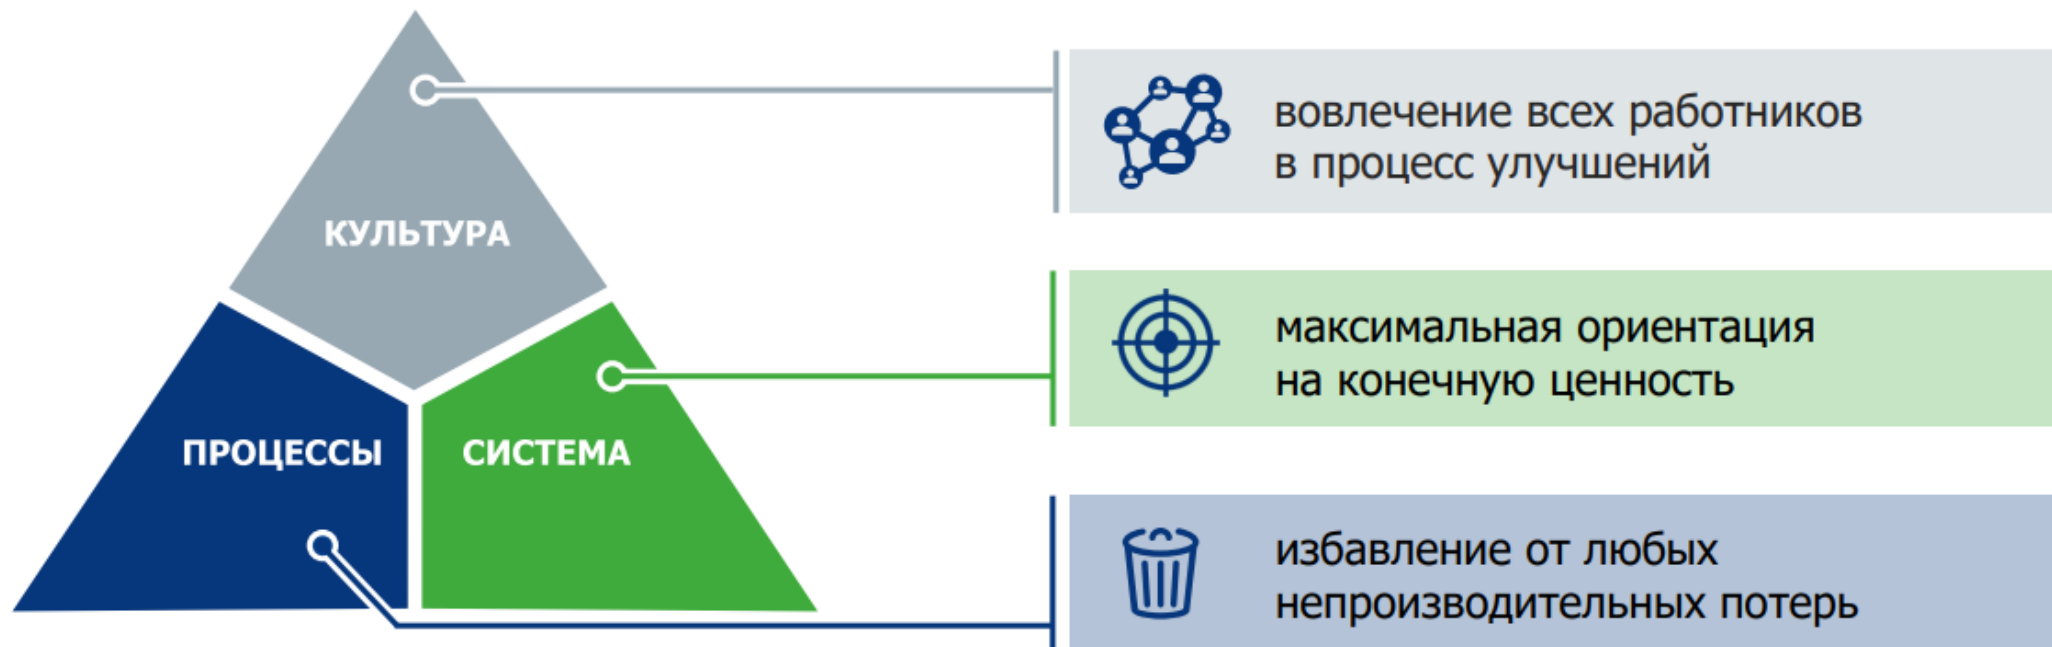 КУЛЬТУРА
ПРОЦЕССЫ
СИСТЕМА
вовлечение всех работников
в процесс улучшений
максимальная ориентация
на конечную ценность
избавление от любых
непроизводительных потерь